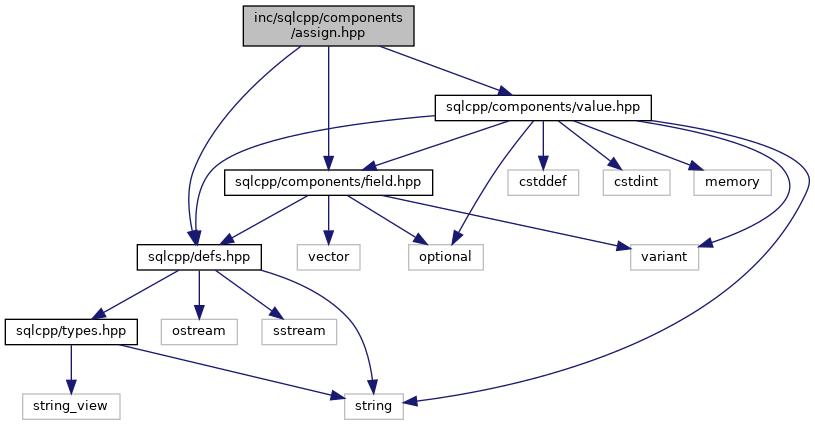 inc/sqlcpp/components
/assign.hpp
sqlcpp/components/value.hpp
sqlcpp/components/field.hpp
cstddef
cstdint
memory
sqlcpp/defs.hpp
vector
optional
variant
sqlcpp/types.hpp
ostream
sstream
string_view
string